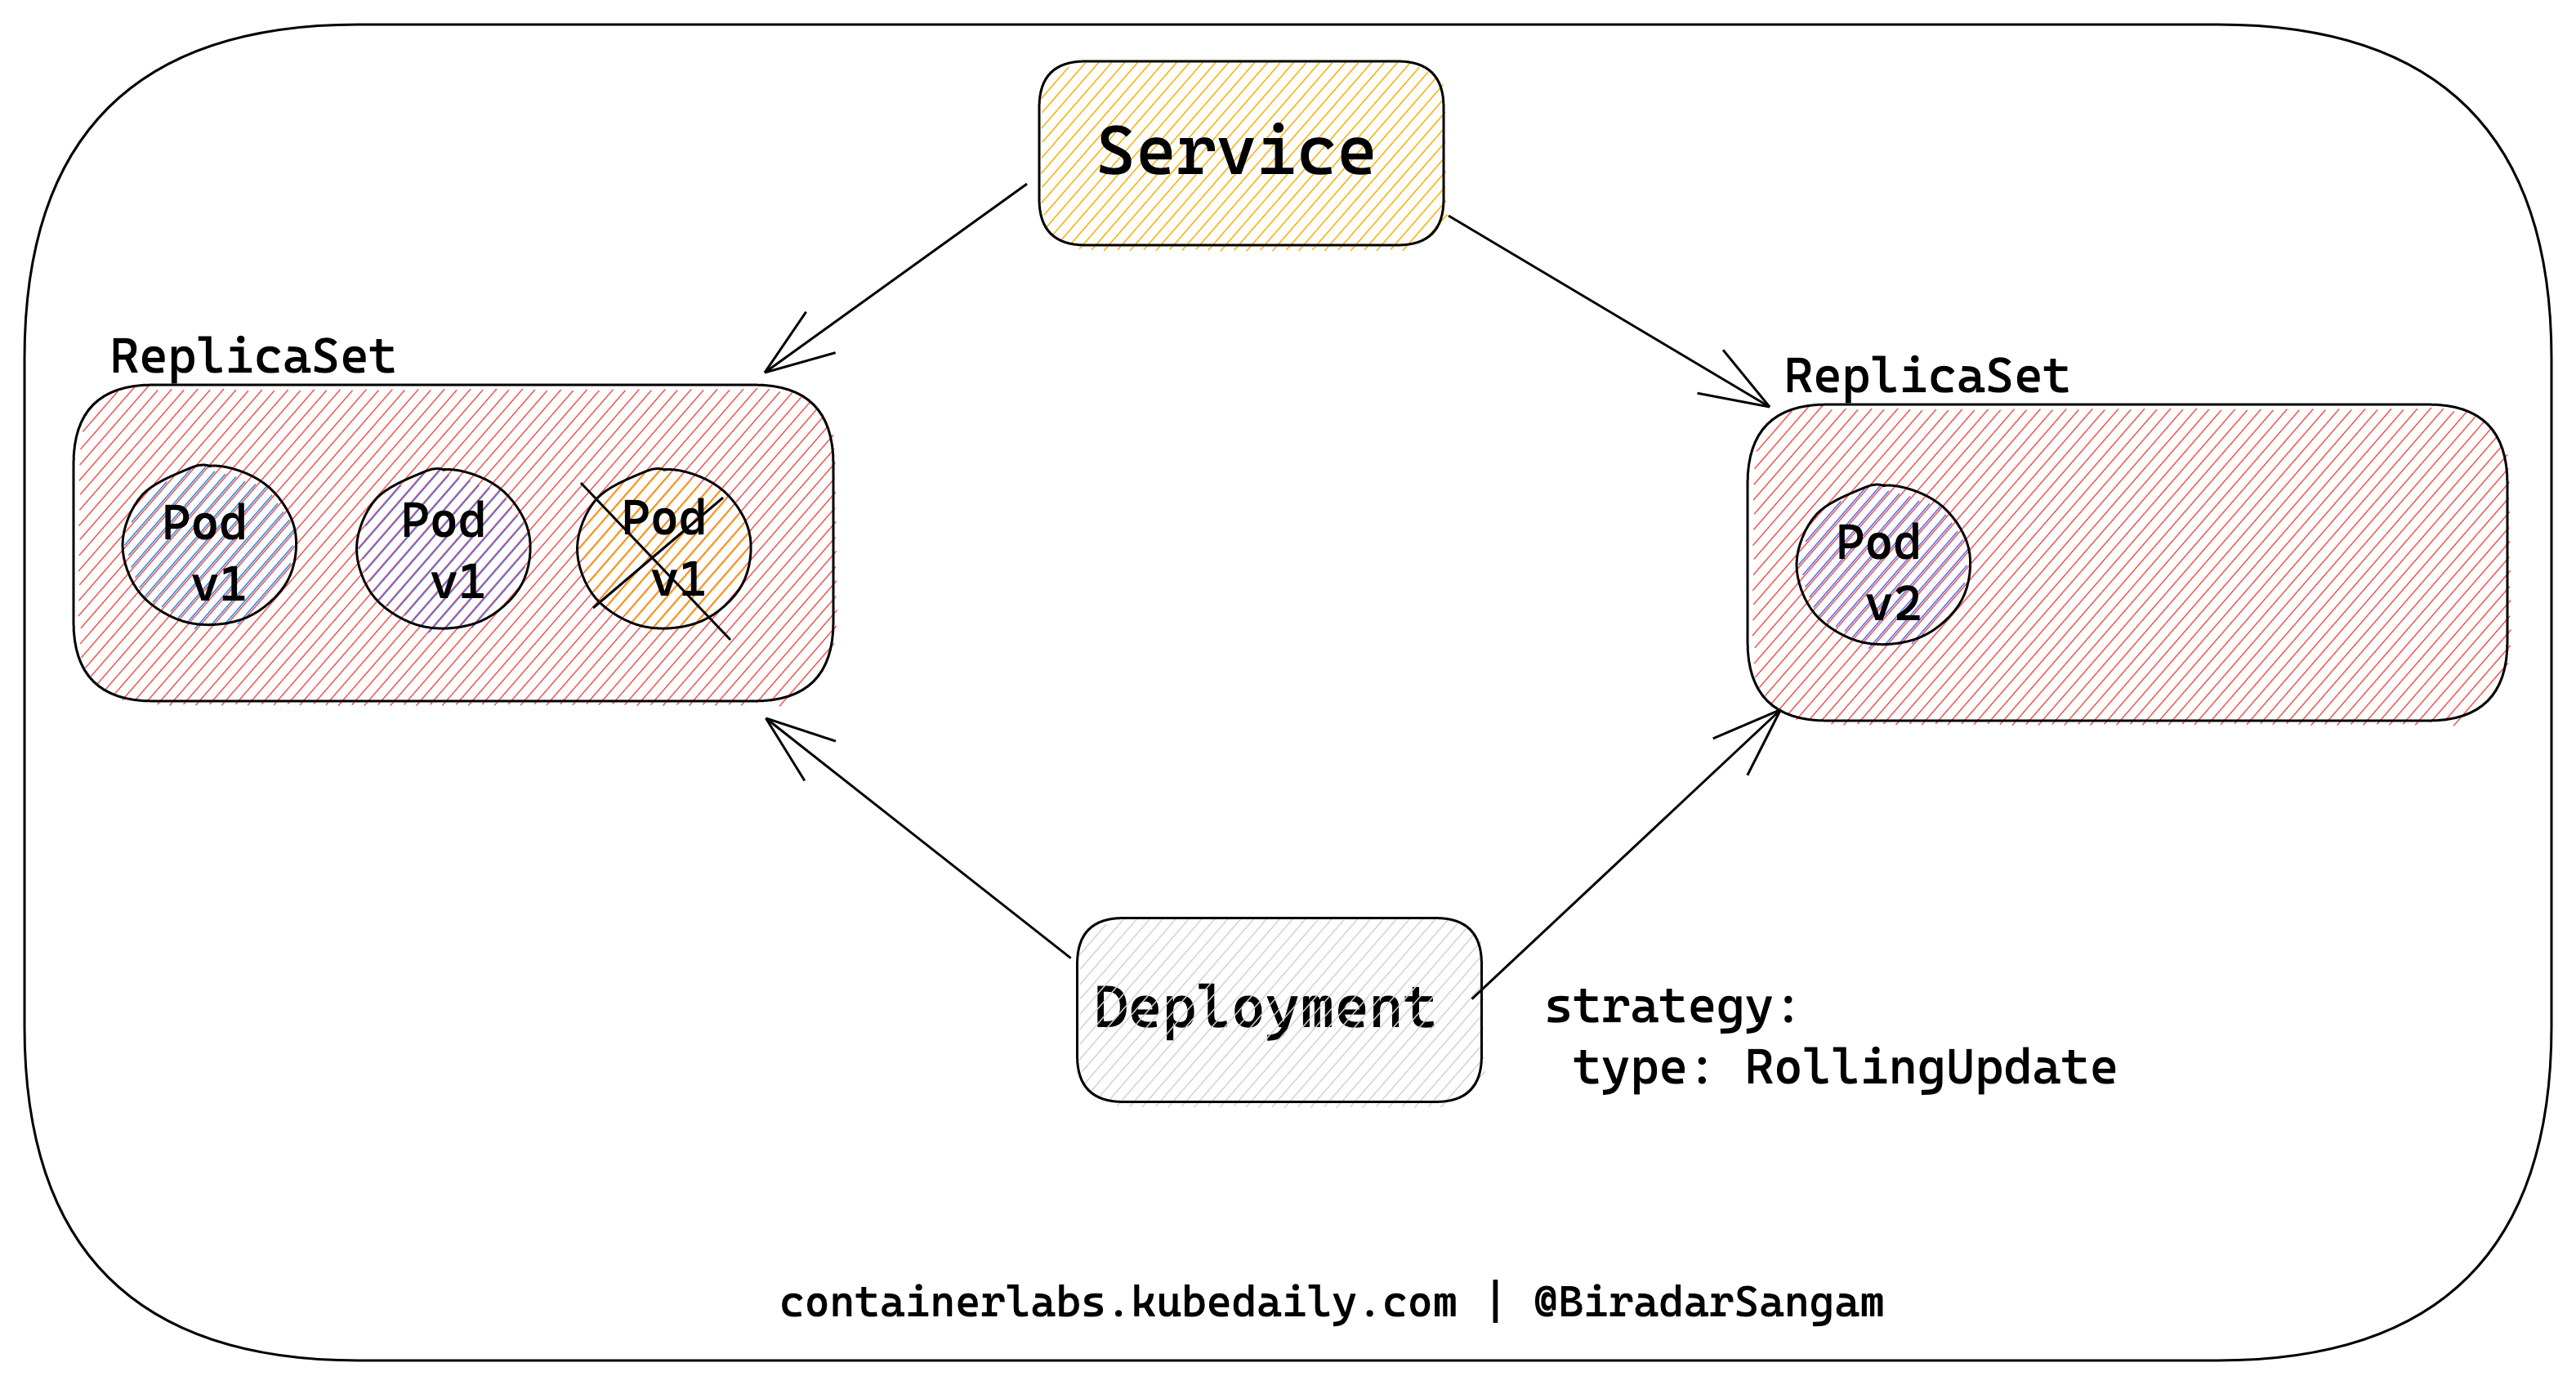 Service
ReplicaSet
ReplicaSet
Pod
v1
Pod
v1
Pod
v1
Pod
v2
Deployment
strategy:
type: RollingUpdate
containerlabs.kubedaily.com | @BiradarSangam